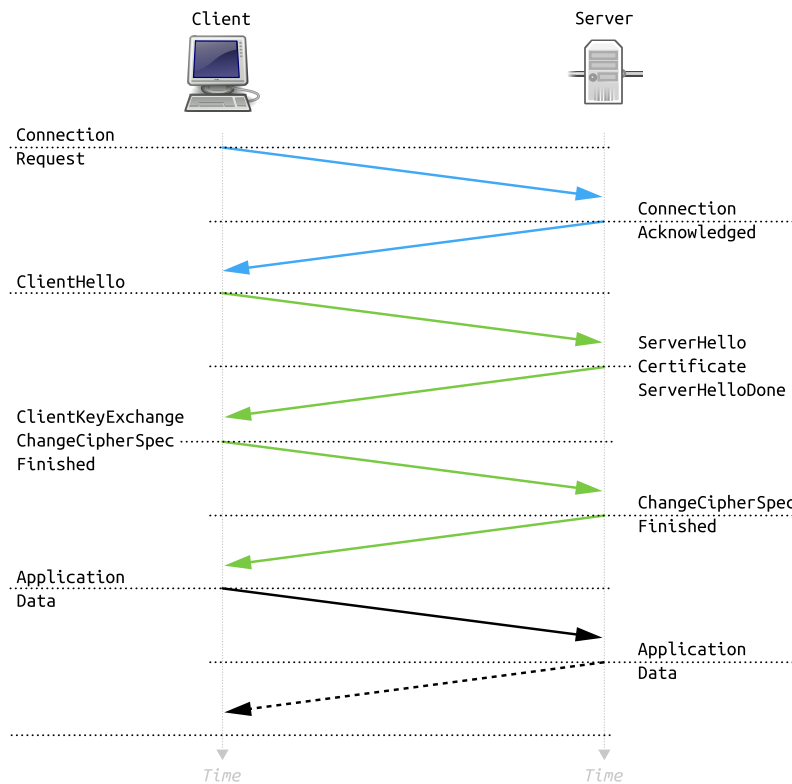 Client
Server
Connection
Request
Connection
Acknowledged
ClientHello
ServerHello
Certificate
ServerHelloDone
ClientKeyExchange
ChangeCipherSpec
Finished
ChangeCipherSpec
Finished
Application
Data
Application
Data
Time
Time